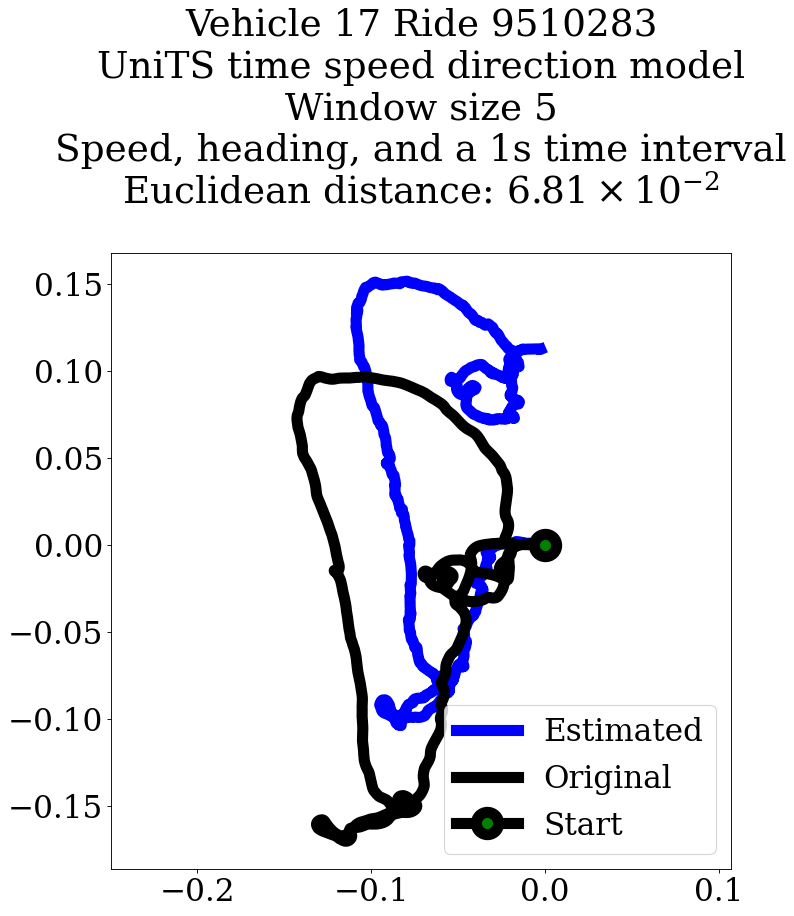 Vehicle 17 Ride 9510283
UniTS time speed direction model
Window size 5
Speed, heading, and a 1s time interval
Euclidean distance: 6.81 × 10⁻²
0.15
0.10
0.05
0.00
−0.05
−0.10
−0.15
Estimated
Original
Start
−0.2
−0.1
0.0
0.1